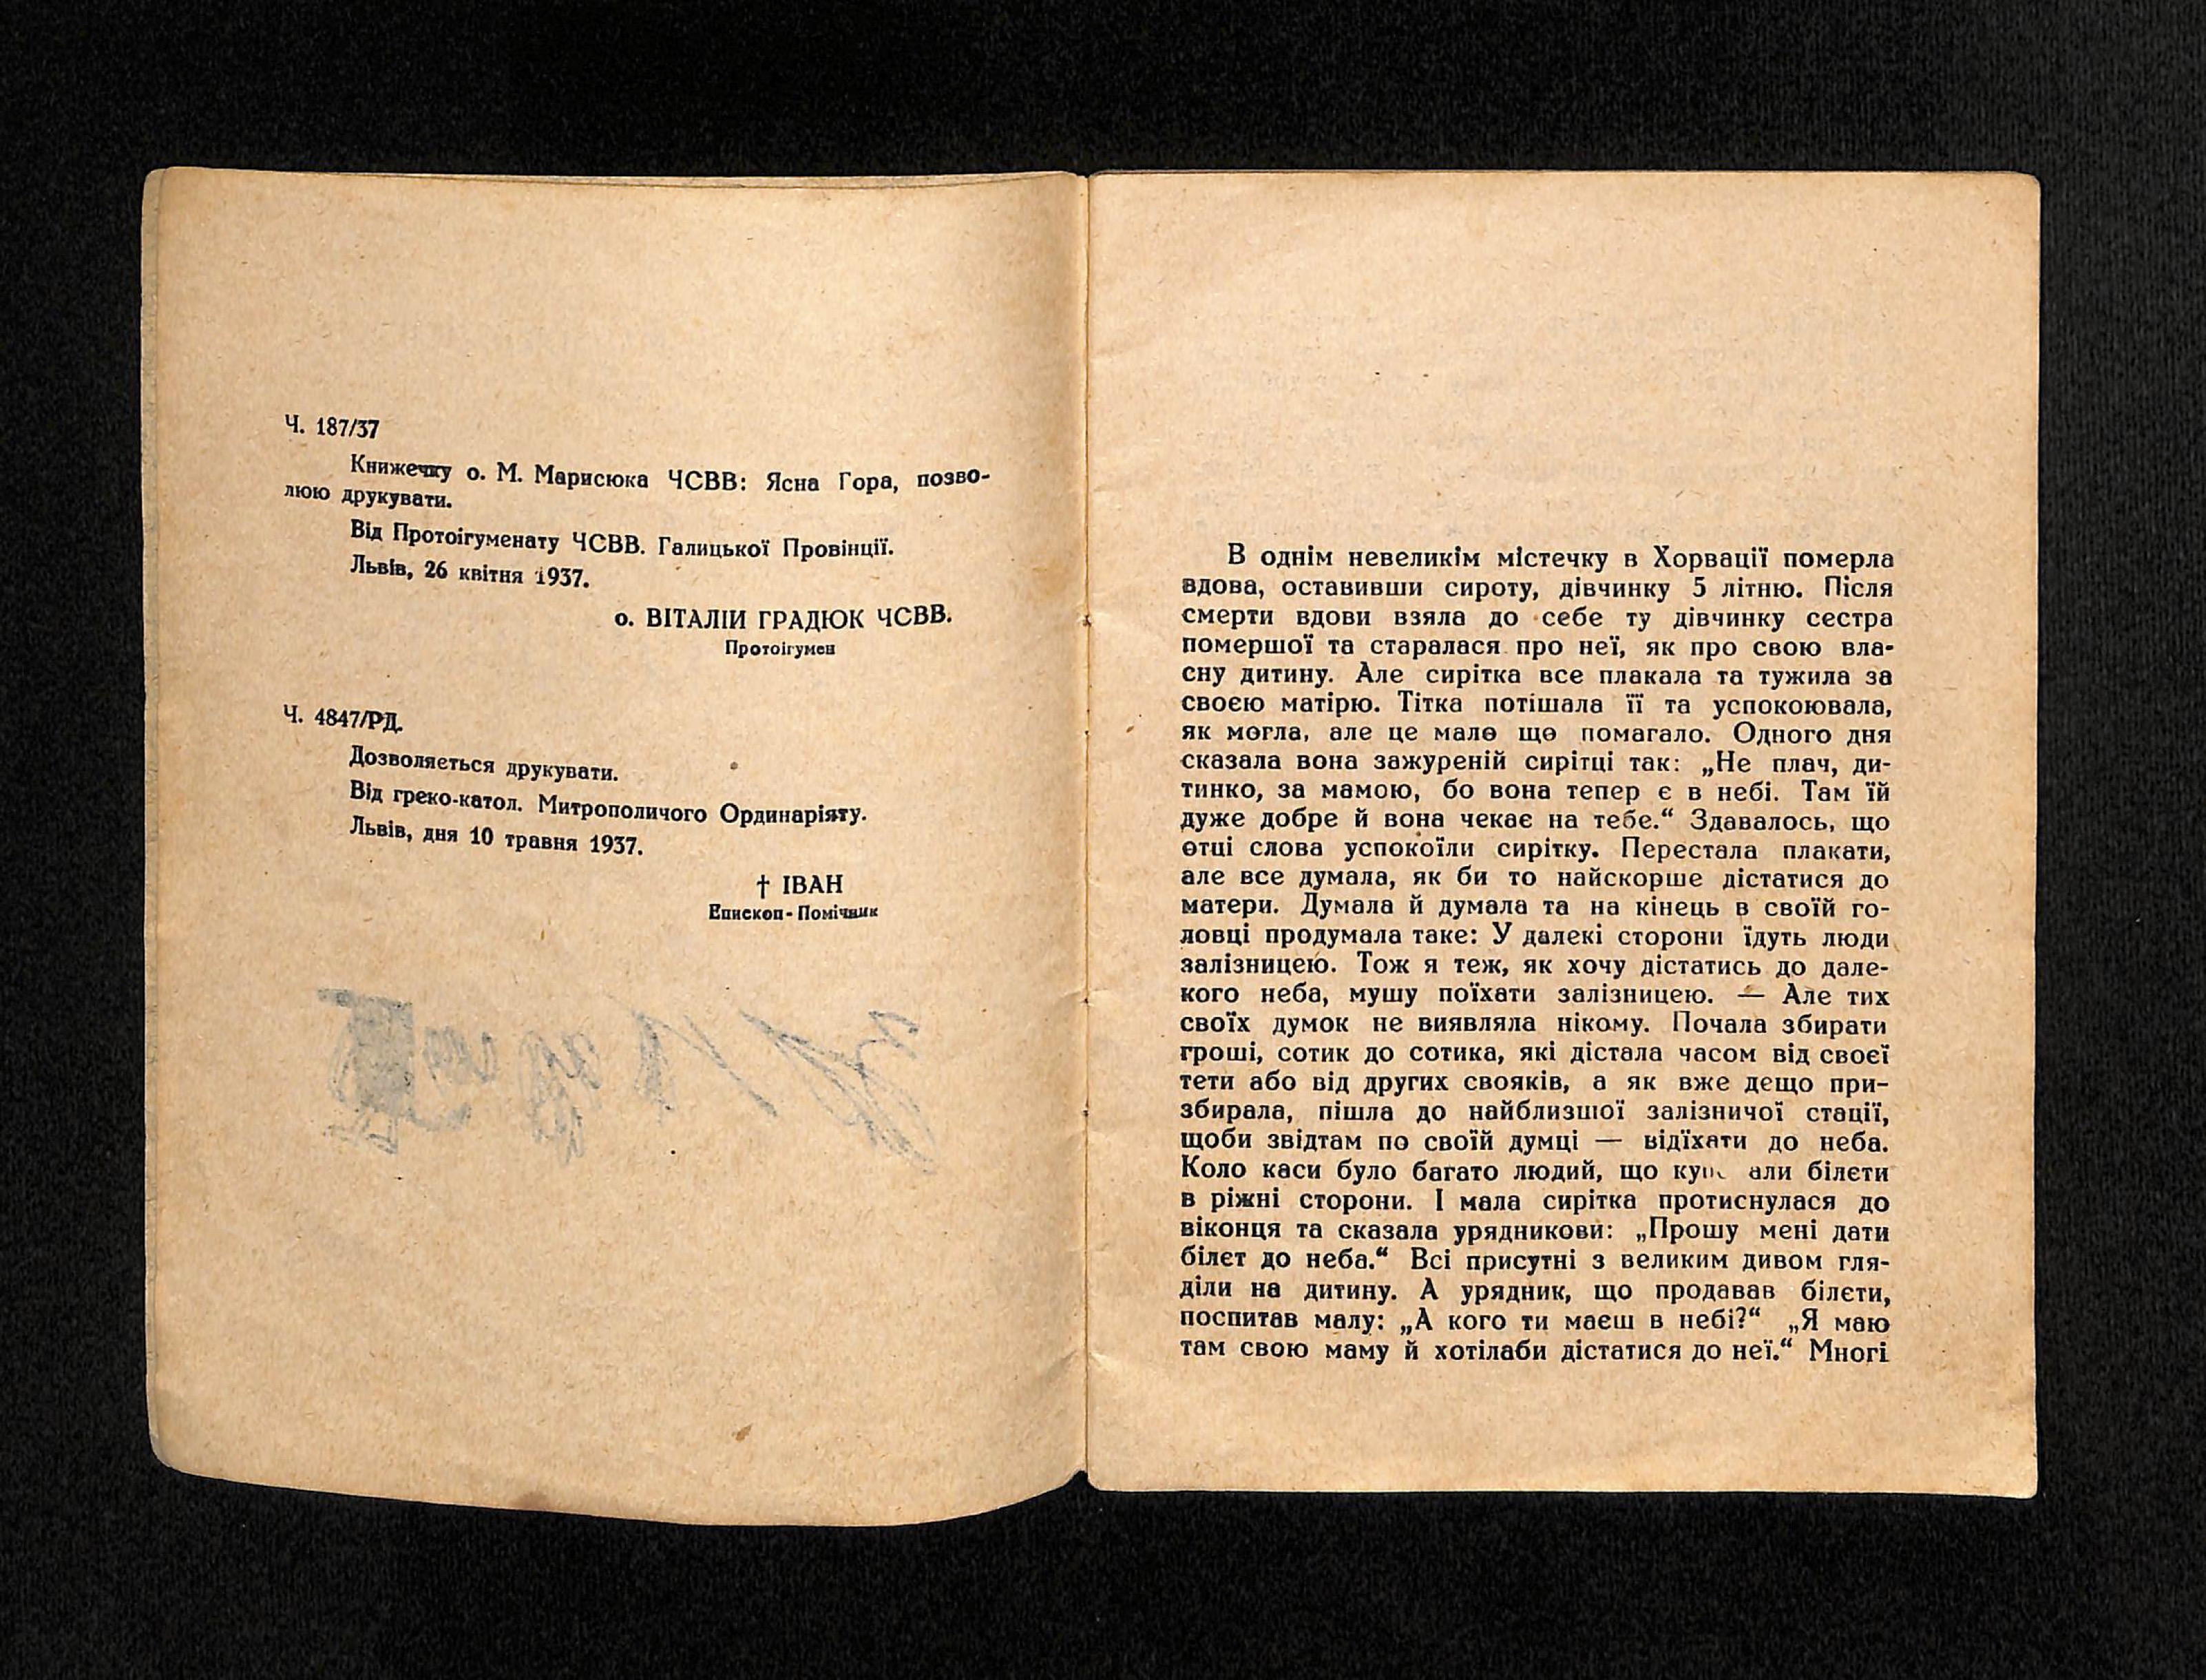 Ч. 187/37
Книжечку о. М. Марисюка ЧСВВ: Ясна Гора, позво-
люю друкувати.
Від Протоігуменату ЧСВВ. Галицької Провінції.
Львів, 26 квітня 1937.
о. ВІТАЛІЙ ГРАДЮК ЧСВВ.
Протоігумен
Ч. 4847/РД.
Дозволяється друкувати.
Від греко-катол. Митрополичого Ординаріяту.
Львів, дня 10 травня 1937.
† ІВАН
Епископ-Помічник
В однім невеликім містечку в Хорвації померла
вдова, оставивши сироту, дівчинку 5 літню. Після
смерти вдови взяла до себе ту дівчинку сестра
помершої та старалася про неї, як про свою вла-
сну дитину. Але сирітка все плакала та тужила за
своєю матірю. Тітка потішала її та успокоювала,
як могла, але це мало що помагало. Одного дня
сказала вона зажуреній сирітці так: „Не плач, ди-
тинко, за мамою, бо вона тепер є в небі. Там їй
дуже добре й вона чекає на тебе.“ Здавалось, що
отці слова успокоїли сирітку. Перестала плакати,
але все думала, як би то найскорше дістатися до
матери. Думала й думала та на кінець в своїй го-
ловці продумала таке: У далекі сторони їдуть люди
залізницею. Тож я теж, як хочу дістатись до дале-
кого неба, мушу поїхати залізницею. — Але тих
своїх думок не виявляла нікому. Почала збирати
гроші, сотик до сотика, які дістала часом від своєї
тети або від других свояків, а як вже дещо при-
збирала, пішла до найблизшої залізничої стації,
щоби звідтам по своїй думці — відїхати до неба.
Коло каси було багато людий, що али білети
в ріжні сторони. І мала сирітка протиснулася до
віконця та сказала урядникови: „Прошу мені дати
білет до неба.“ Всі присутні з великим дивом гля-
діли на дитину. А урядник, що продавав білети,
поспитав малу: „А кого ти маєш в небі?“ „Я маю
там свою маму й хотілаби дістатися до неї.“ Многі